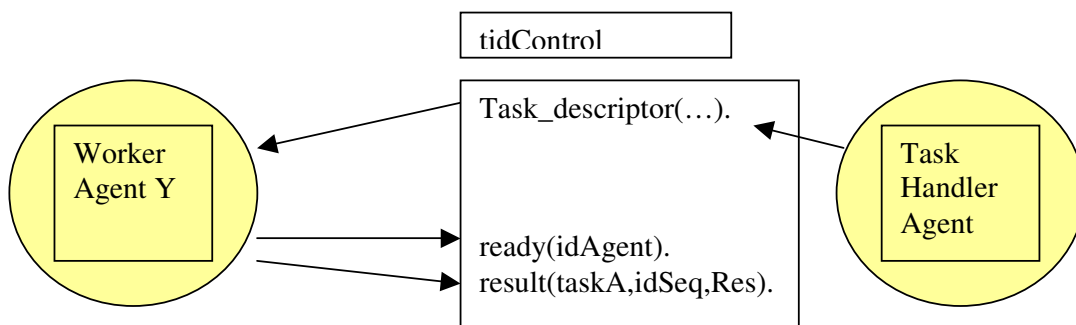 tidControl
Task_descriptor(…).
Worker
Agent Y
Task
Handler
Agent
ready(idAgent).
result(taskA,idSeq,Res).